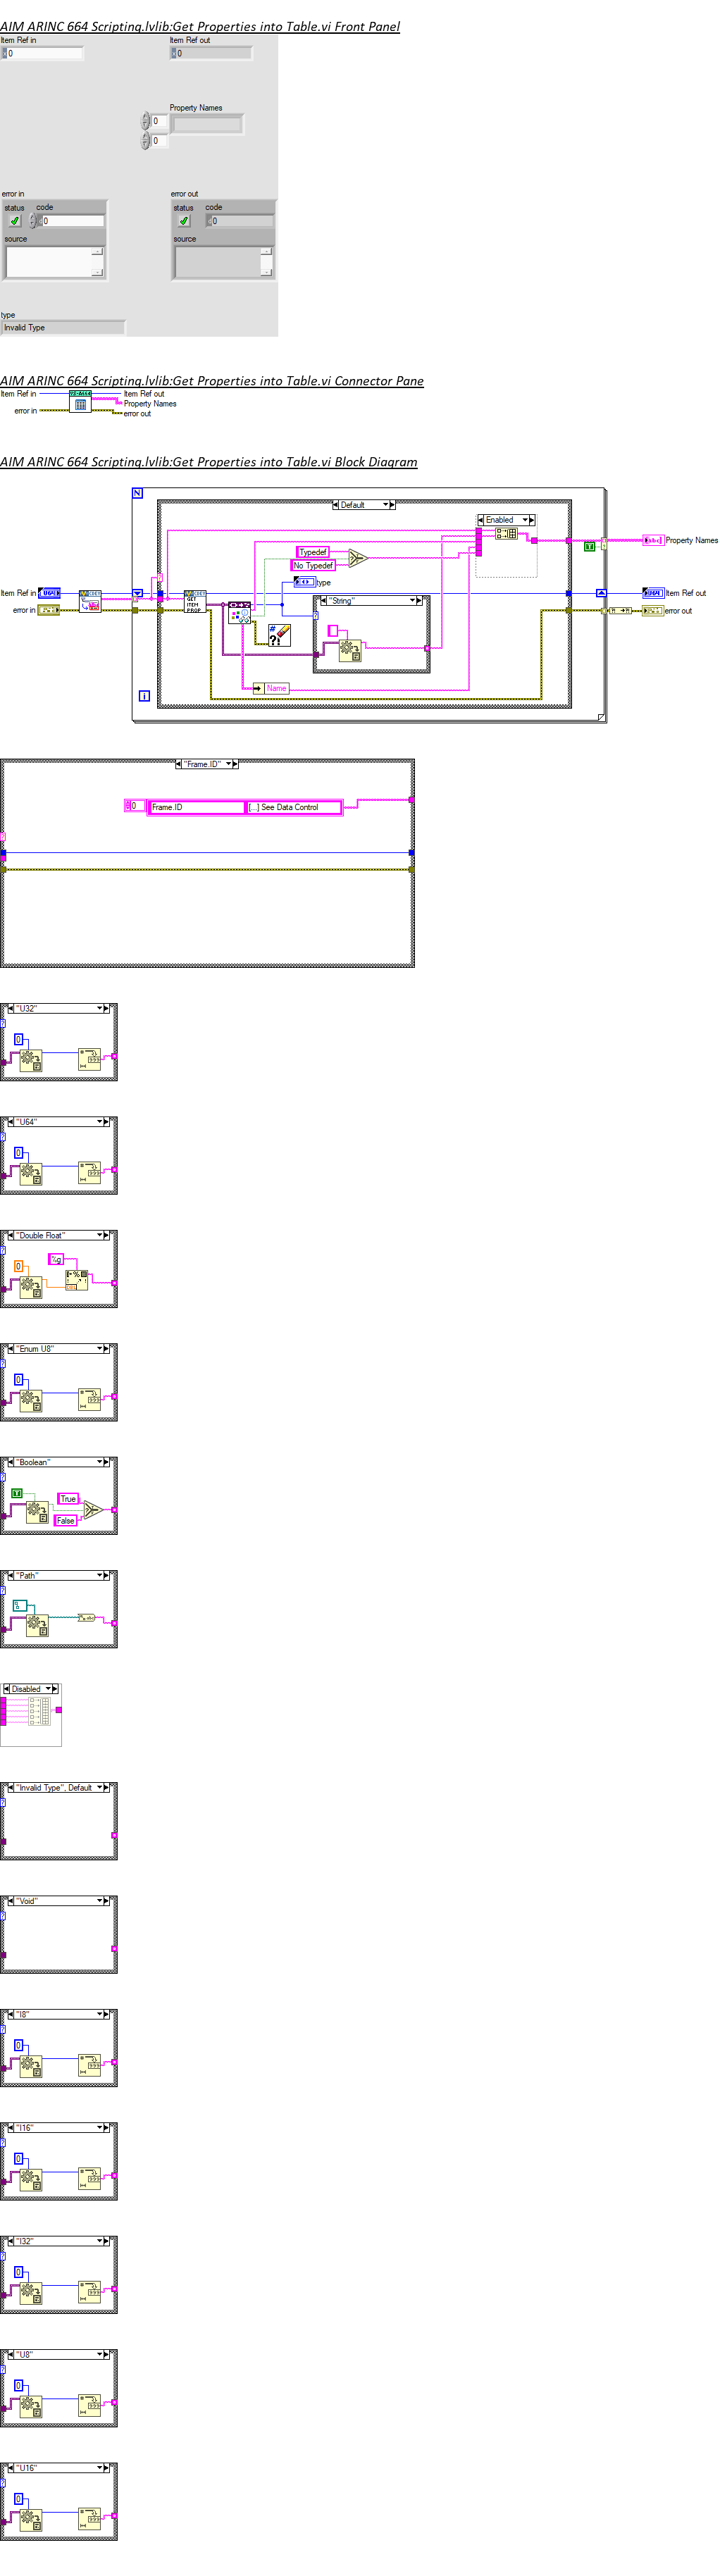 AIM ARINC 664 Scripting.lvlib:Get Properties into Table.vi Front Panel
Item Ref in
Item Ref out
0
0
Property Names
0
0
error in
error out
status
code
status
code
0
0
source
source
type
Invalid Type
AIM ARINC 664 Scripting.lvlib:Get Properties into Table.vi Connector Pane
Item Ref in
Item Ref out
Property Names
error in
error out
AIM ARINC 664 Scripting.lvlib:Get Properties into Table.vi Block Diagram
N
Default
Enabled
Typedef
No Typedef
Property Names
type
Item Ref in
Item Ref out
error in
error out
GET
ITEM
PROP
"String"
Name
i
"Frame.ID"
0
Frame.ID
[...] See Data Control
"U32"
0
"U64"
0
"Double Float"
%g
0
"Enum U8"
0
"Boolean"
T
True
False
"Path"
Disabled
"Invalid Type", Default
"Void"
"I8"
0
"I16"
0
"I32"
0
"U8"
0
"U16"
0